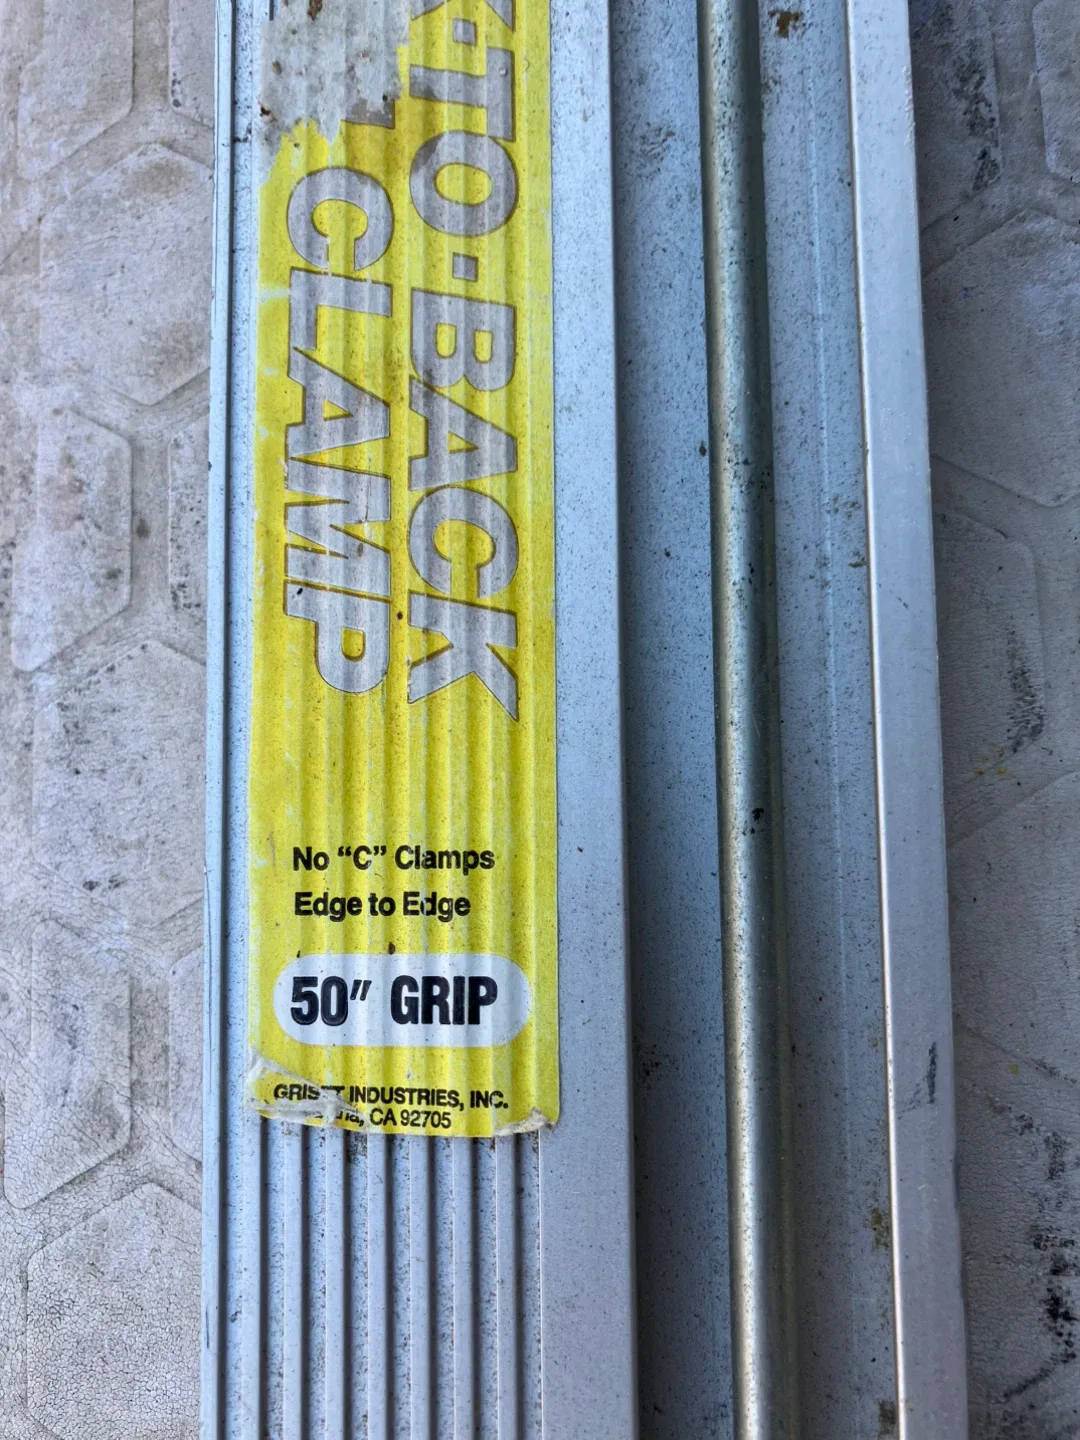 -TO-BACK
CLAMP
No “C” Clamps
Edge to Edge
50″ GRIP
INDUSTRIES, INC.
CA 92705